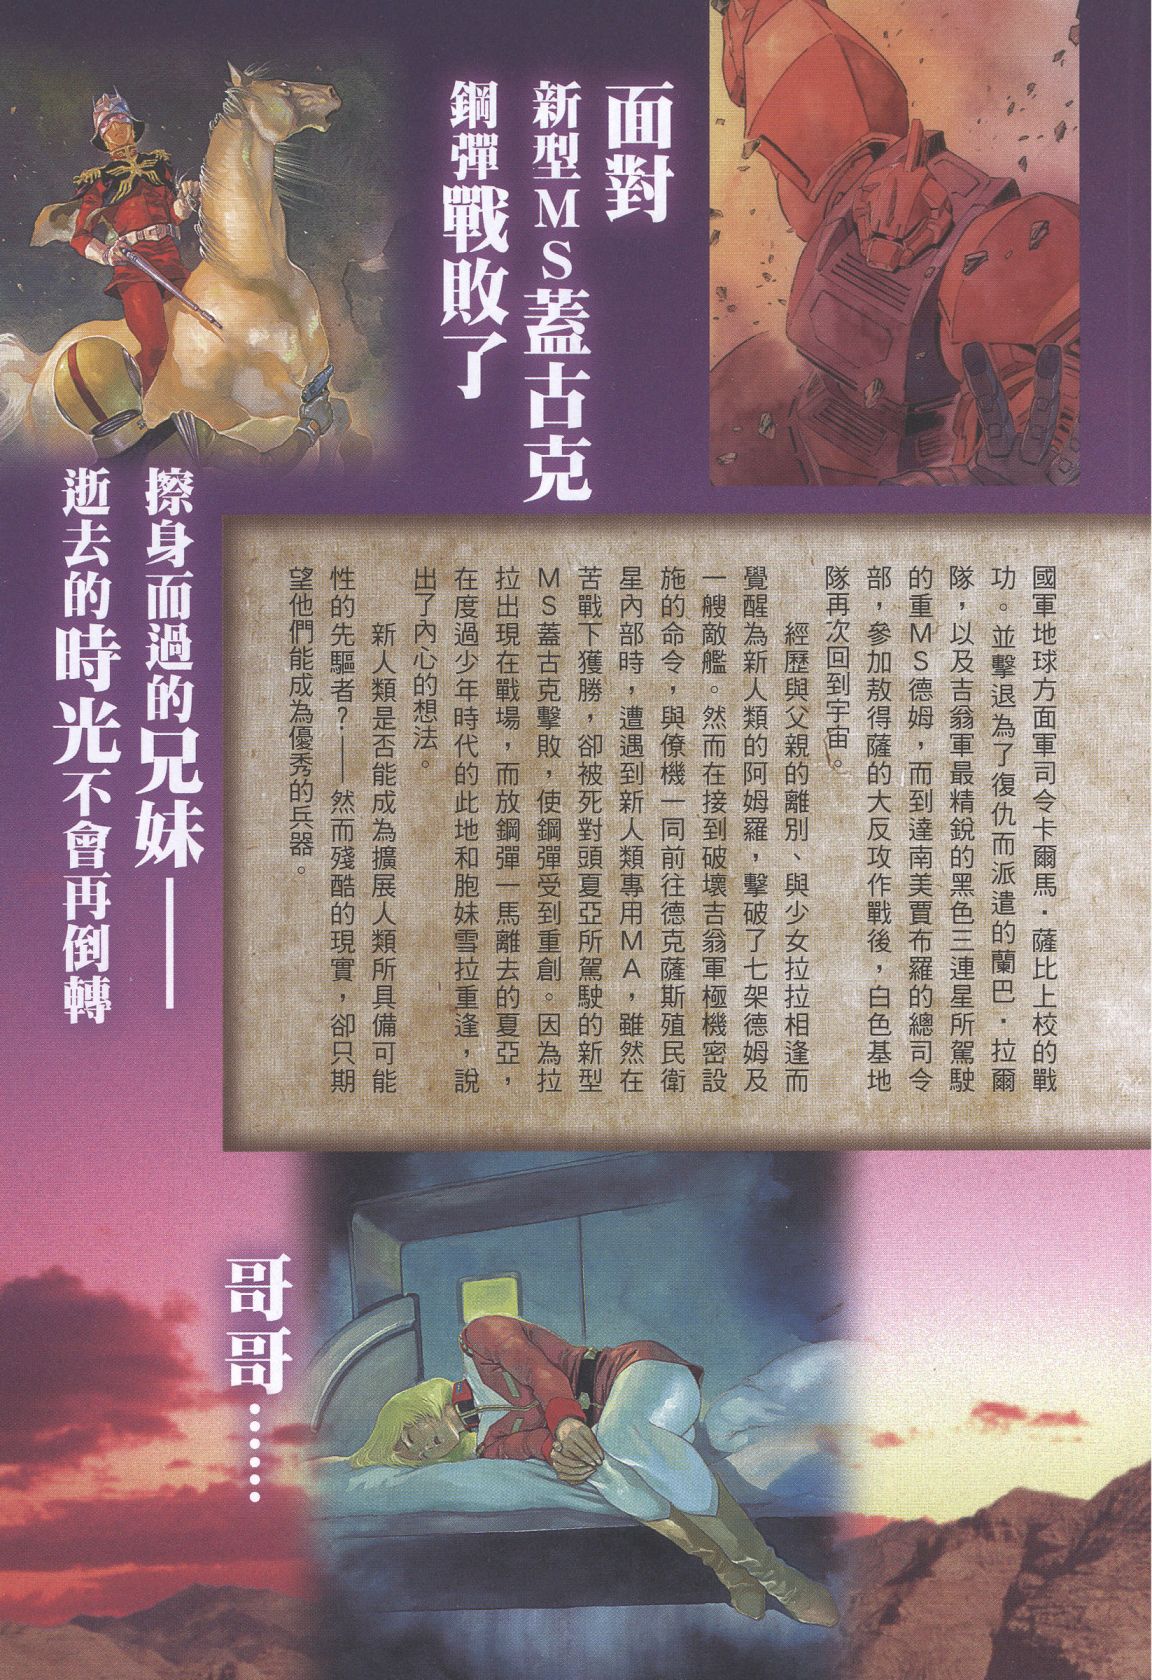 面對
新型MS蓋古克
鋼彈戰敗了
國軍地球方面軍司令卡爾馬・薩比上校的戰
功。並擊退為了復仇而派遣的蘭巴・拉爾
隊，以及吉翁軍最精銳的黑色三連星所駕駛
的重MS德姆，而到達南美賈布羅的總司令
部，參加敖得薩的大反攻作戰後，白色基地
隊再次回到宇宙。
經歷與父親的離別、與少女拉拉相逢而
覺醒為新人類的阿姆羅，擊破了七架德姆及
一艘敵艦。然而在接到破壞吉翁軍極機密設
施的命令，與僚機一同前往德克薩斯殖民衛
星內部時，遭遇到新人類專用MA，雖然在
苦戰下獲勝，卻被死對頭夏亞所駕駛的新型
MS蓋古克擊敗，使鋼彈受到重創。因為拉
拉出現在戰場，而放鋼彈一馬離去的夏亞，
在度過少年時代的此地和胞妹雪拉重逢，說
出了內心的想法。
新人類是否能成為擴展人類所具備可能
性的先驅者？——然而殘酷的現實，卻只期
望他們能成為優秀的兵器。
擦身而過的兄妹——
逝去的時光不會再倒轉
哥哥……